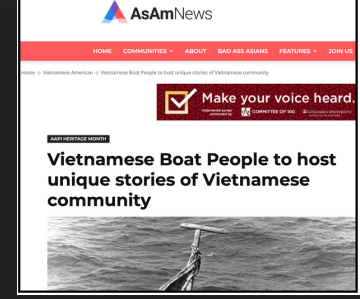 AsAmNews
HOME COMMUNITIES ABOUT BAD ASS ASIANS FEATURES JOIN US
Home Vietnamese American Vietnamese Boat People to host unique stories of Vietnamese community
Make your voice heard.
COMMITTEE OF 100 COLUMBIA UNIVERSITY
AAPI HERITAGE MONTH
Vietnamese Boat People to host
unique stories of Vietnamese
community